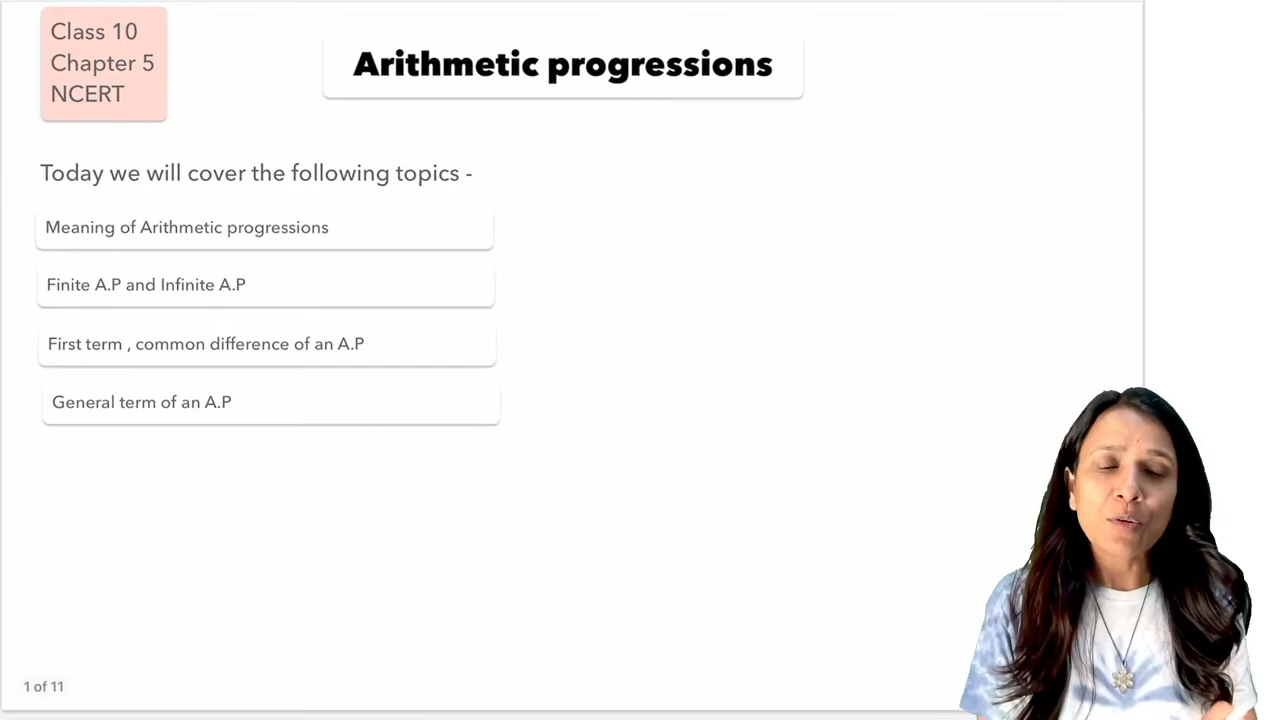 Class 10
Chapter 5
NCERT
Arithmetic progressions
Today we will cover the following topics -
Meaning of Arithmetic progressions
Finite A.P and Infinite A.P
First term , common difference of an A.P
General term of an A.P
1 of 11